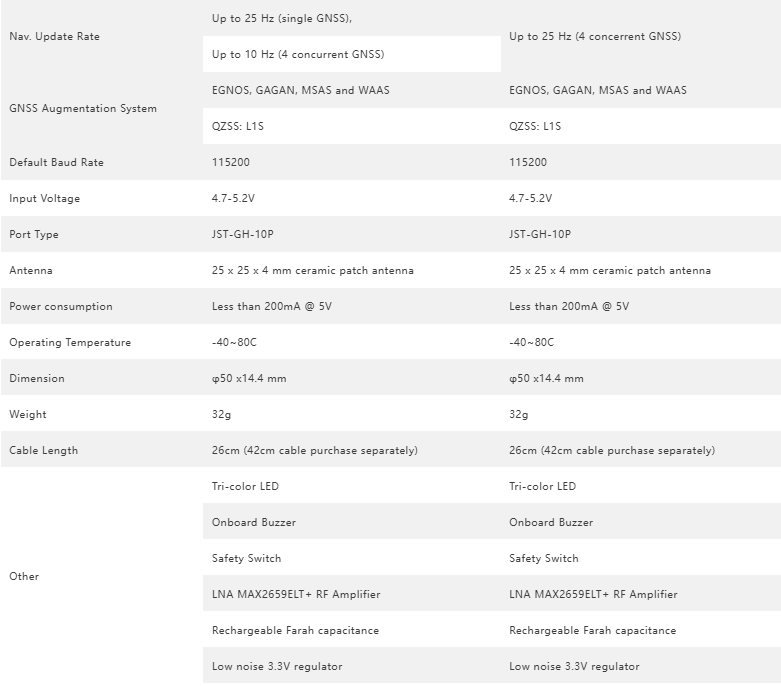 Nav. Update Rate
Up to 25 Hz (single GNSS),
Up to 10 Hz (4 concurrent GNSS)
Up to 25 Hz (4 concerrent GNSS)
GNSS Augmentation System
EGNOS, GAGAN, MSAS and WAAS
QZSS: L1S
EGNOS, GAGAN, MSAS and WAAS
QZSS: L1S
Default Baud Rate
115200
115200
Input Voltage
4.7-5.2V
4.7-5.2V
Port Type
JST-GH-10P
JST-GH-10P
Antenna
25 x 25 x 4 mm ceramic patch antenna
25 x 25 x 4 mm ceramic patch antenna
Power consumption
Less than 200mA @ 5V
Less than 200mA @ 5V
Operating Temperature
-40~80C
-40~80C
Dimension
φ50 x14.4 mm
φ50 x14.4 mm
Weight
32g
32g
Cable Length
26cm (42cm cable purchase separately)
26cm (42cm cable purchase separately)
Other
Tri-color LED
Tri-color LED
Onboard Buzzer
Onboard Buzzer
Safety Switch
Safety Switch
LNA MAX2659ELT+ RF Amplifier
LNA MAX2659ELT+ RF Amplifier
Rechargeable Farah capacitance
Rechargeable Farah capacitance
Low noise 3.3V regulator
Low noise 3.3V regulator